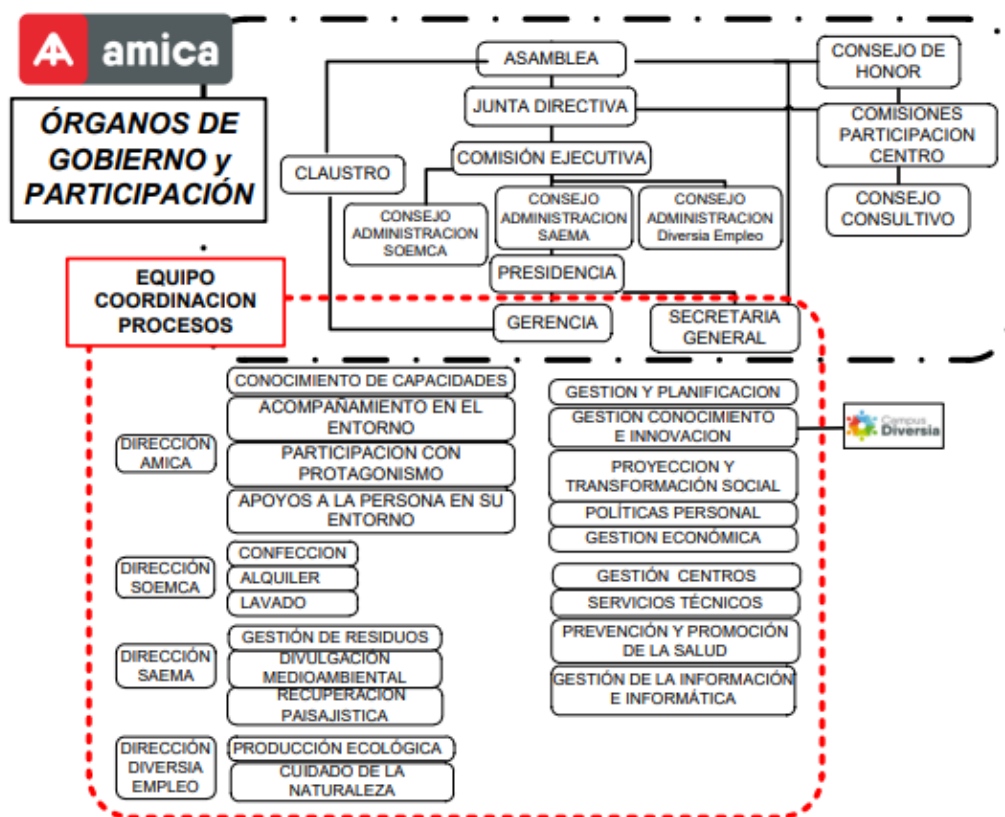 amica
ÓRGANOS DE
GOBIERNO y
PARTICIPACIÓN
ASAMBLEA
JUNTA DIRECTIVA
COMISIÓN EJECUTIVA
CLAUSTRO
CONSEJO
ADMINISTRACION
SOEMCA
CONSEJO
ADMINISTRACION
SAEMA
CONSEJO
ADMINISTRACION
Diversia Empleo
PRESIDENCIA
GERENCIA
SECRETARIA
GENERAL
CONSEJO DE
HONOR
COMISIONES
PARTICIPACION
CENTRO
CONSEJO
CONSULTIVO
EQUIPO
COORDINACION
PROCESOS
DIRECCIÓN
AMICA
CONOCIMIENTO DE CAPACIDADES
ACOMPAÑAMIENTO EN EL
ENTORNO
PARTICIPACION CON
PROTAGONISMO
APOYOS A LA PERSONA EN SU
ENTORNO
DIRECCIÓN
SOEMCA
CONFECCION
ALQUILER
LAVADO
DIRECCIÓN
SAEMA
GESTIÓN DE RESIDUOS
DIVULGACIÓN
MEDIOAMBIENTAL
RECUPERACION
PAISAJISTICA
DIRECCIÓN
DIVERSIA
EMPLEO
PRODUCCIÓN ECOLÓGICA
CUIDADO DE LA
NATURALEZA
GESTION Y PLANIFICACION
GESTION CONOCIMIENTO
E INNOVACION
PROYECCION Y
TRANSFORMACIÓN SOCIAL
POLÍTICAS PERSONAL
GESTION ECONÓMICA
GESTIÓN CENTROS
SERVICIOS TÉCNICOS
PREVENCIÓN Y PROMOCIÓN
DE LA SALUD
GESTIÓN DE LA INFORMACIÓN
E INFORMÁTICA
Campus
Diversia